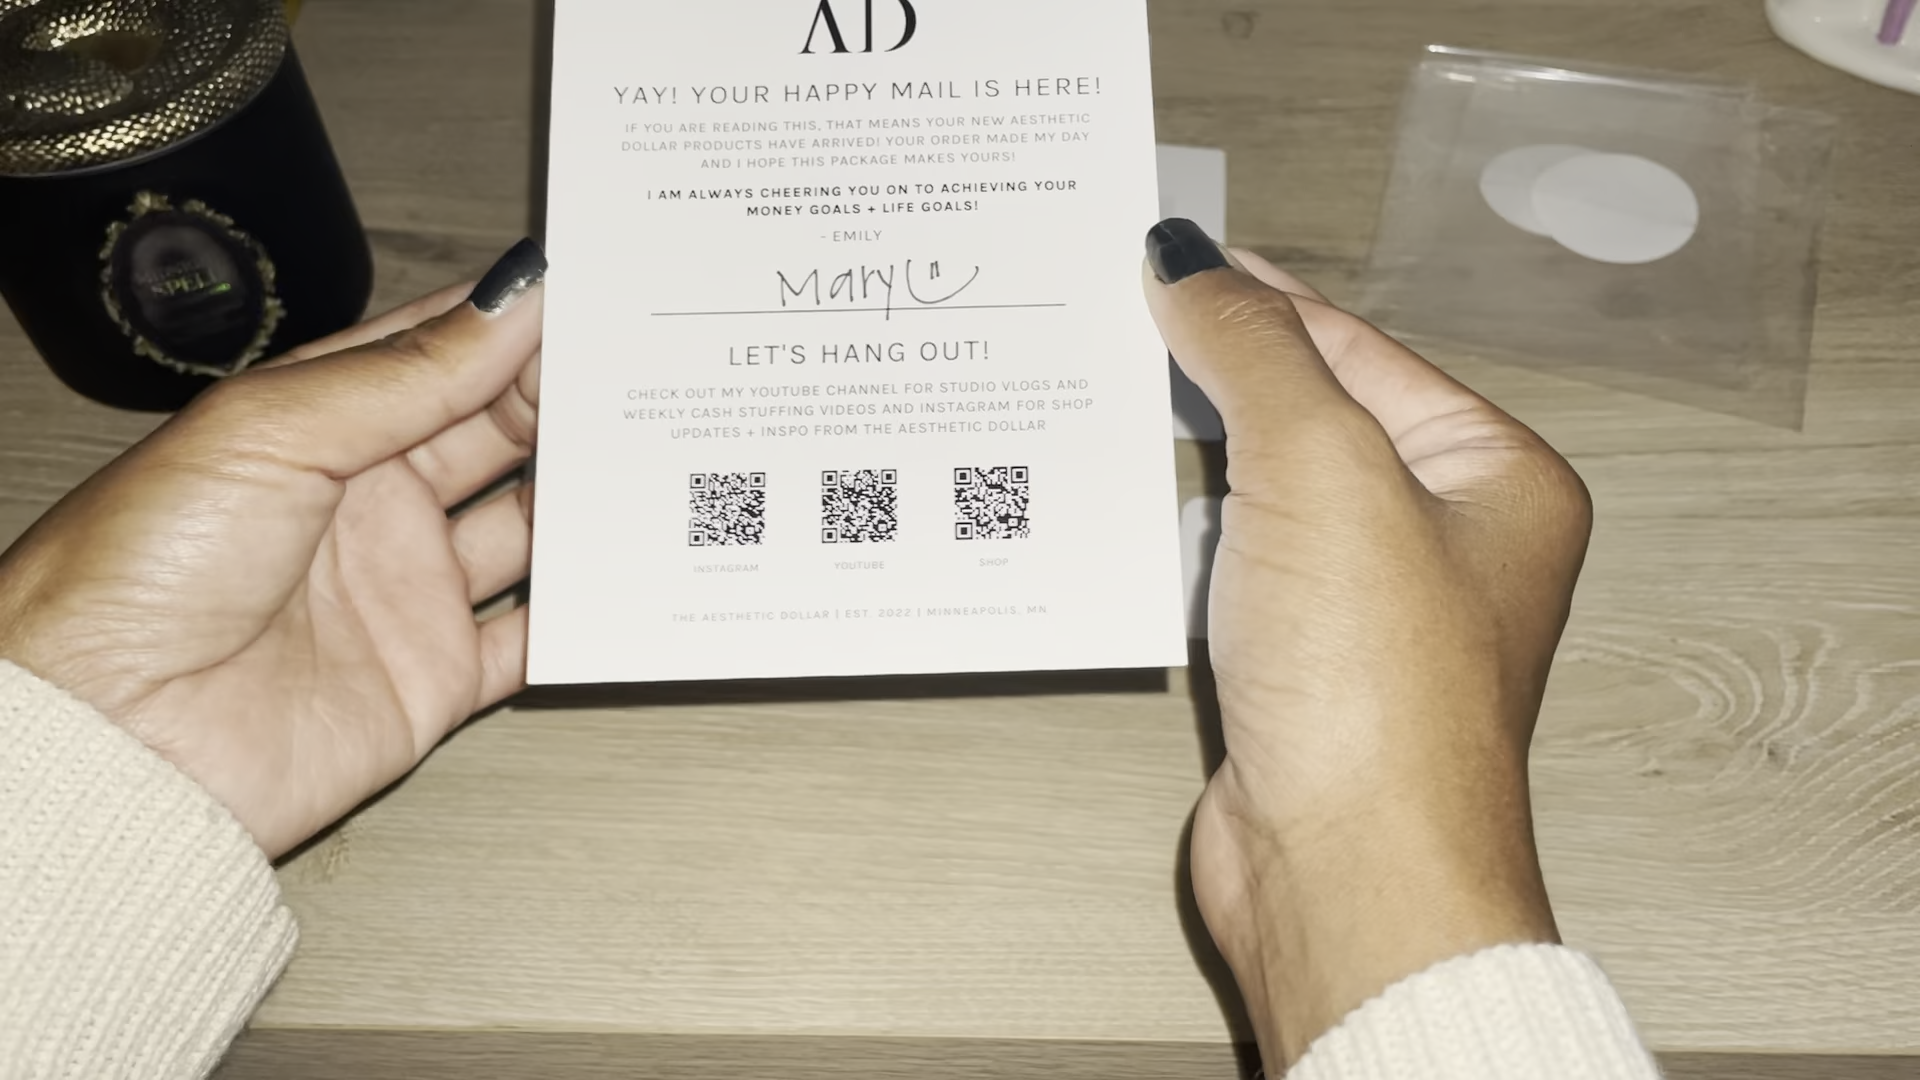 AD
YAY! YOUR HAPPY MAIL IS HERE!
IF YOU ARE READING THIS, THAT MEANS YOUR NEW AESTHETIC
DOLLAR PRODUCTS HAVE ARRIVED! YOUR ORDER MADE MY DAY
AND I HOPE THIS PACKAGE MAKES YOURS!
I AM ALWAYS CHEERING YOU ON TO ACHIEVING YOUR
MONEY GOALS + LIFE GOALS!
- EMILY
Mary
LET'S HANG OUT!
CHECK OUT MY YOUTUBE CHANNEL FOR STUDIO VLOGS AND
WEEKLY CASH STUFFING VIDEOS AND INSTAGRAM FOR SHOP
UPDATES + INSPO FROM THE AESTHETIC DOLLAR
INSTAGRAM YOUTUBE SHOP
THE AESTHETIC DOLLAR | EST. 2022 | MINNEAPOLIS, MN